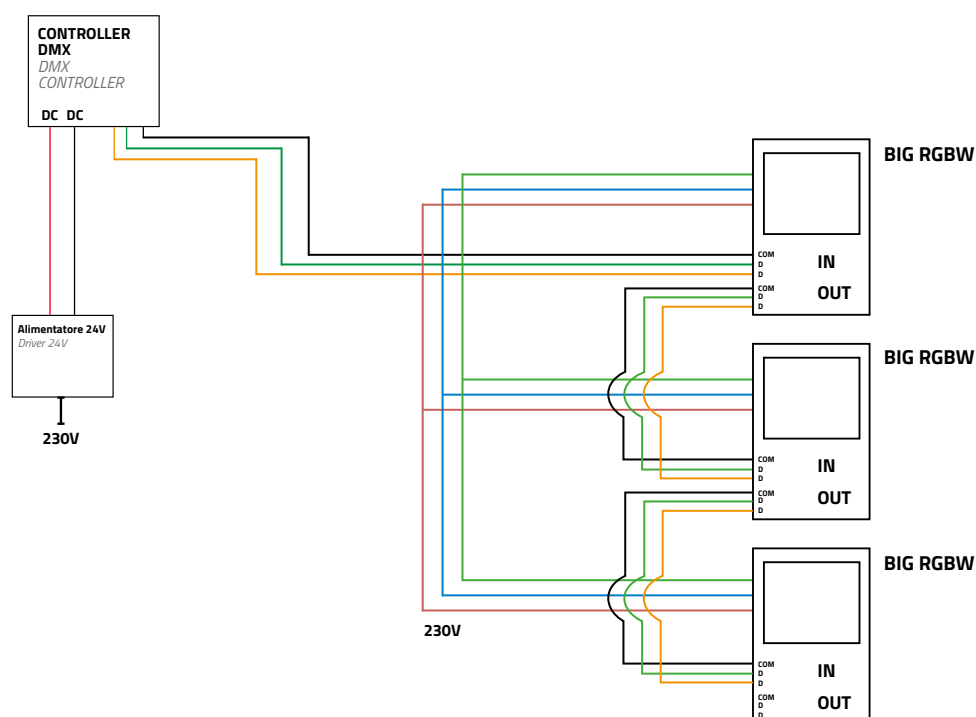 CONTROLLER
DMX
DMX
CONTROLLER
DC DC
Alimentatore 24V
Driver 24V
230V
BIG RGBW
COM
D
D
IN
COM
D
D
OUT
BIG RGBW
COM
D
D
IN
COM
D
D
OUT
230V
BIG RGBW
COM
D
D
IN
COM
D
D
OUT